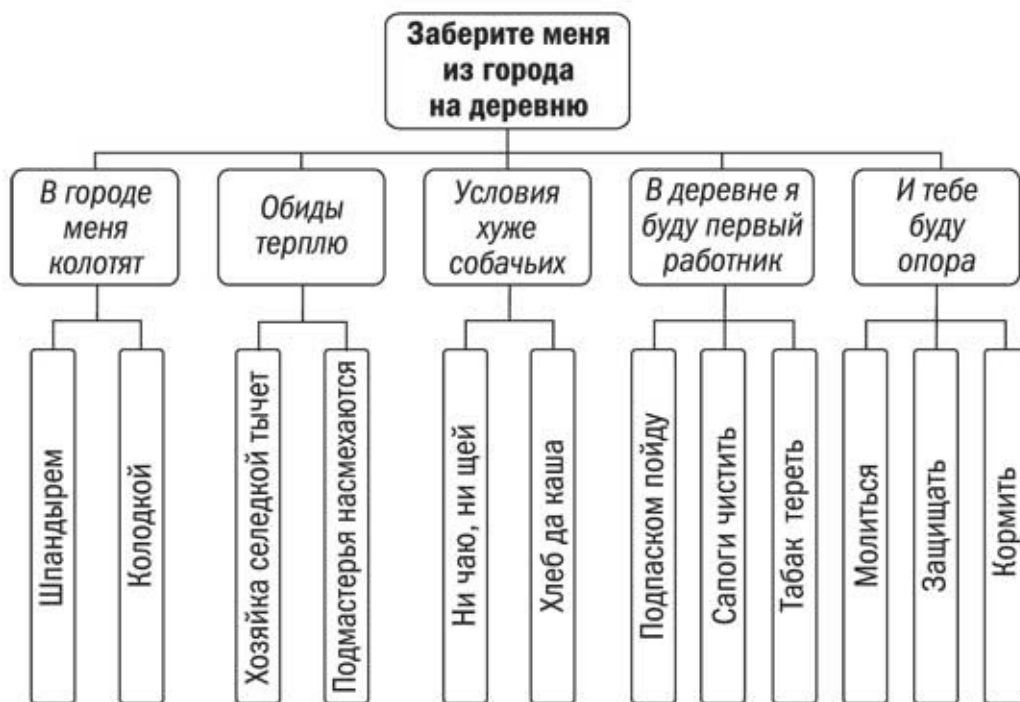 Заберите меня
из города
на деревню
В городе
меня
колотят
Обиды
терплю
Условия
хуже
собачьих
В деревне я
буду первый
работник
И тебе
буду
опора
Шпандырем
Колодкой
Хозяйка селедкой тычет
Подмастерья насмехаются
Ни чаю, ни щей
Хлеб да каша
Подпаском пойду
Сапоги чистить
Табак тереть
Молиться
Защищать
Кормить